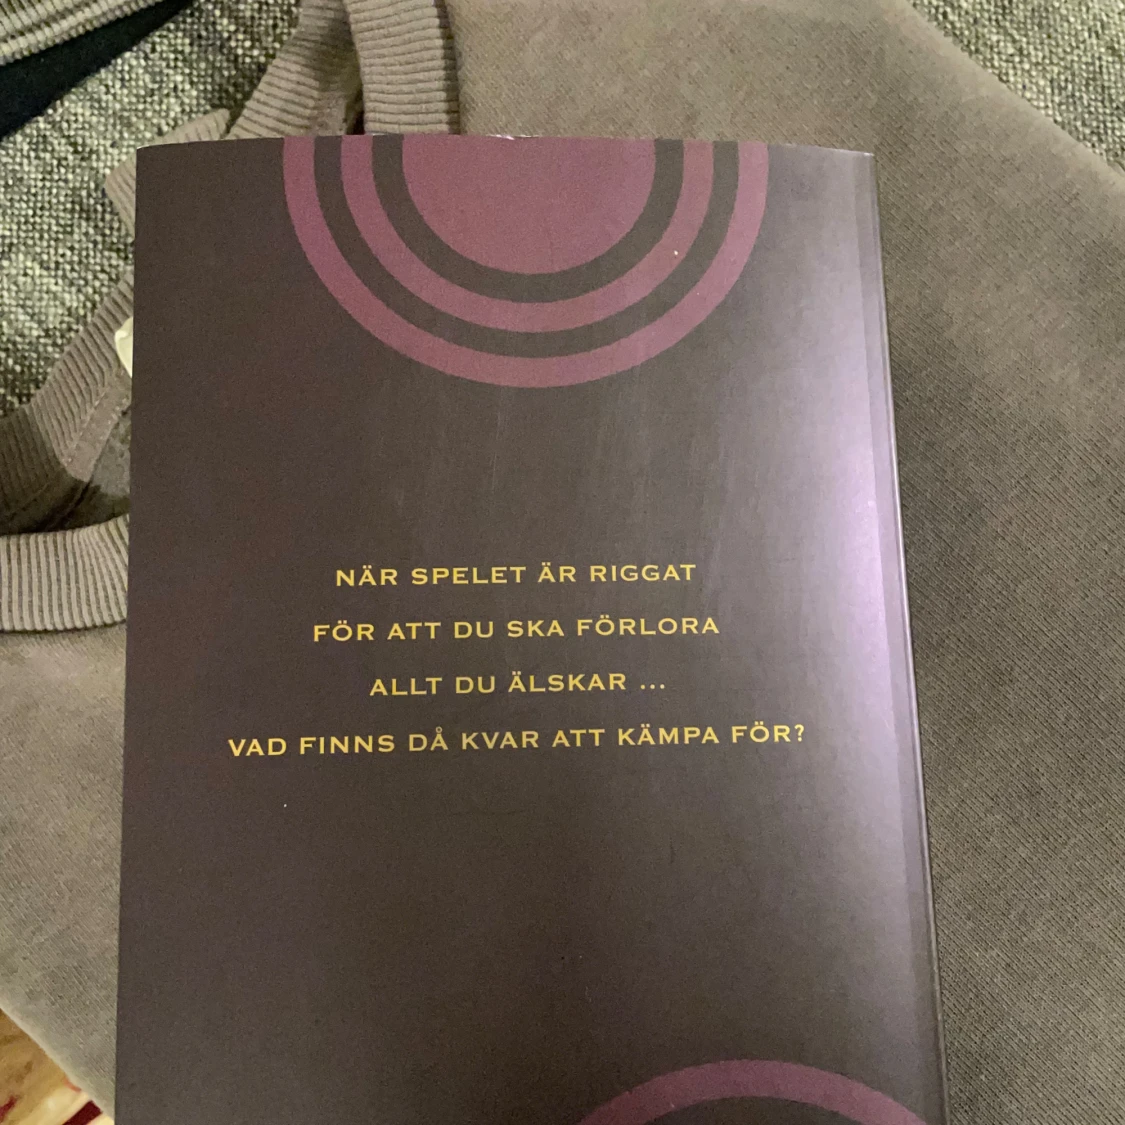 NÄR SPELET ÄR RIGGAT
FÖR ATT DU SKA FÖRLORA
ALLT DU ÄLSKAR ...
VAD FINNS DÅ KVAR ATT KÄMPA FÖR?